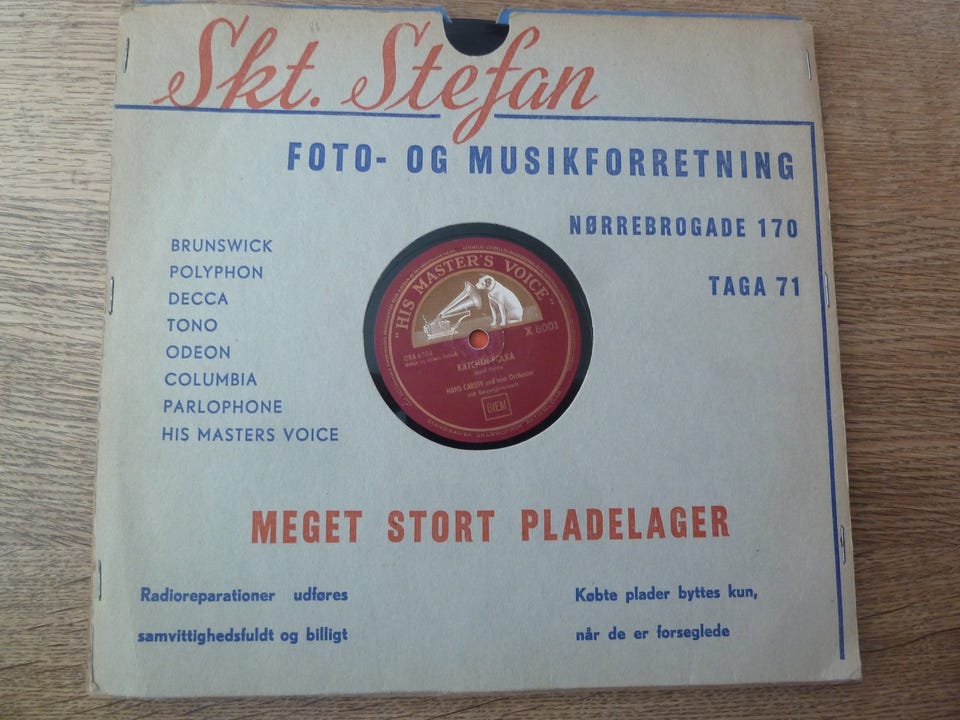 Skt. Stefan
FOTO- OG MUSIKFORRETNING
NØRREBROGADE 170
TAGA 71
BRUNSWICK
POLYPHON
DECCA
TONO
ODEON
COLUMBIA
PARLOPHONE
HIS MASTERS VOICE
"HIS MASTER'S VOICE"
X 8001
KÄTCHEN-POLKA
HANS CARSTE und sein Orchester
BIEM
MEGET STORT PLADELAGER
Radioreparationer udføres
samvittighedsfuldt og billigt
Købte plader byttes kun,
når de er forseglede